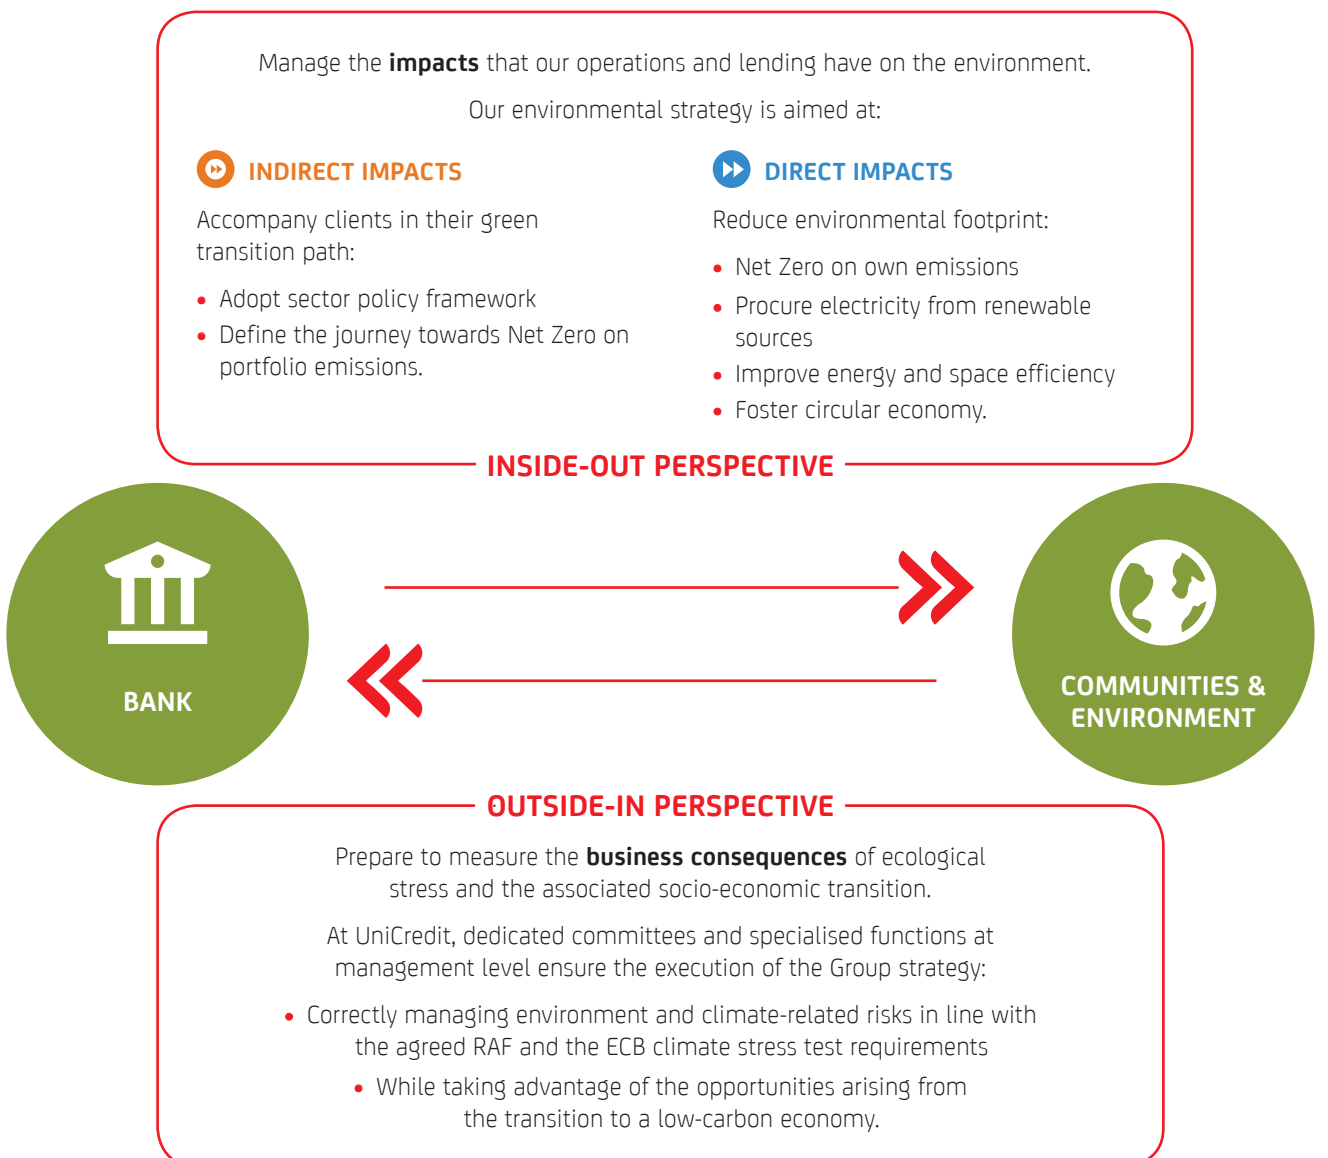 Manage the impacts that our operations and lending have on the environment.
Our environmental strategy is aimed at:
INDIRECT IMPACTS
Accompany clients in their green
transition path:
• Adopt sector policy framework
• Define the journey towards Net Zero on
portfolio emissions.
DIRECT IMPACTS
Reduce environmental footprint:
• Net Zero on own emissions
• Procure electricity from renewable
sources
• Improve energy and space efficiency
• Foster circular economy.
INSIDE-OUT PERSPECTIVE
BANK
COMMUNITIES &
ENVIRONMENT
OUTSIDE-IN PERSPECTIVE
Prepare to measure the business consequences of ecological
stress and the associated socio-economic transition.
At UniCredit, dedicated committees and specialised functions at
management level ensure the execution of the Group strategy:
• Correctly managing environment and climate-related risks in line with
the agreed RAF and the ECB climate stress test requirements
• While taking advantage of the opportunities arising from
the transition to a low-carbon economy.